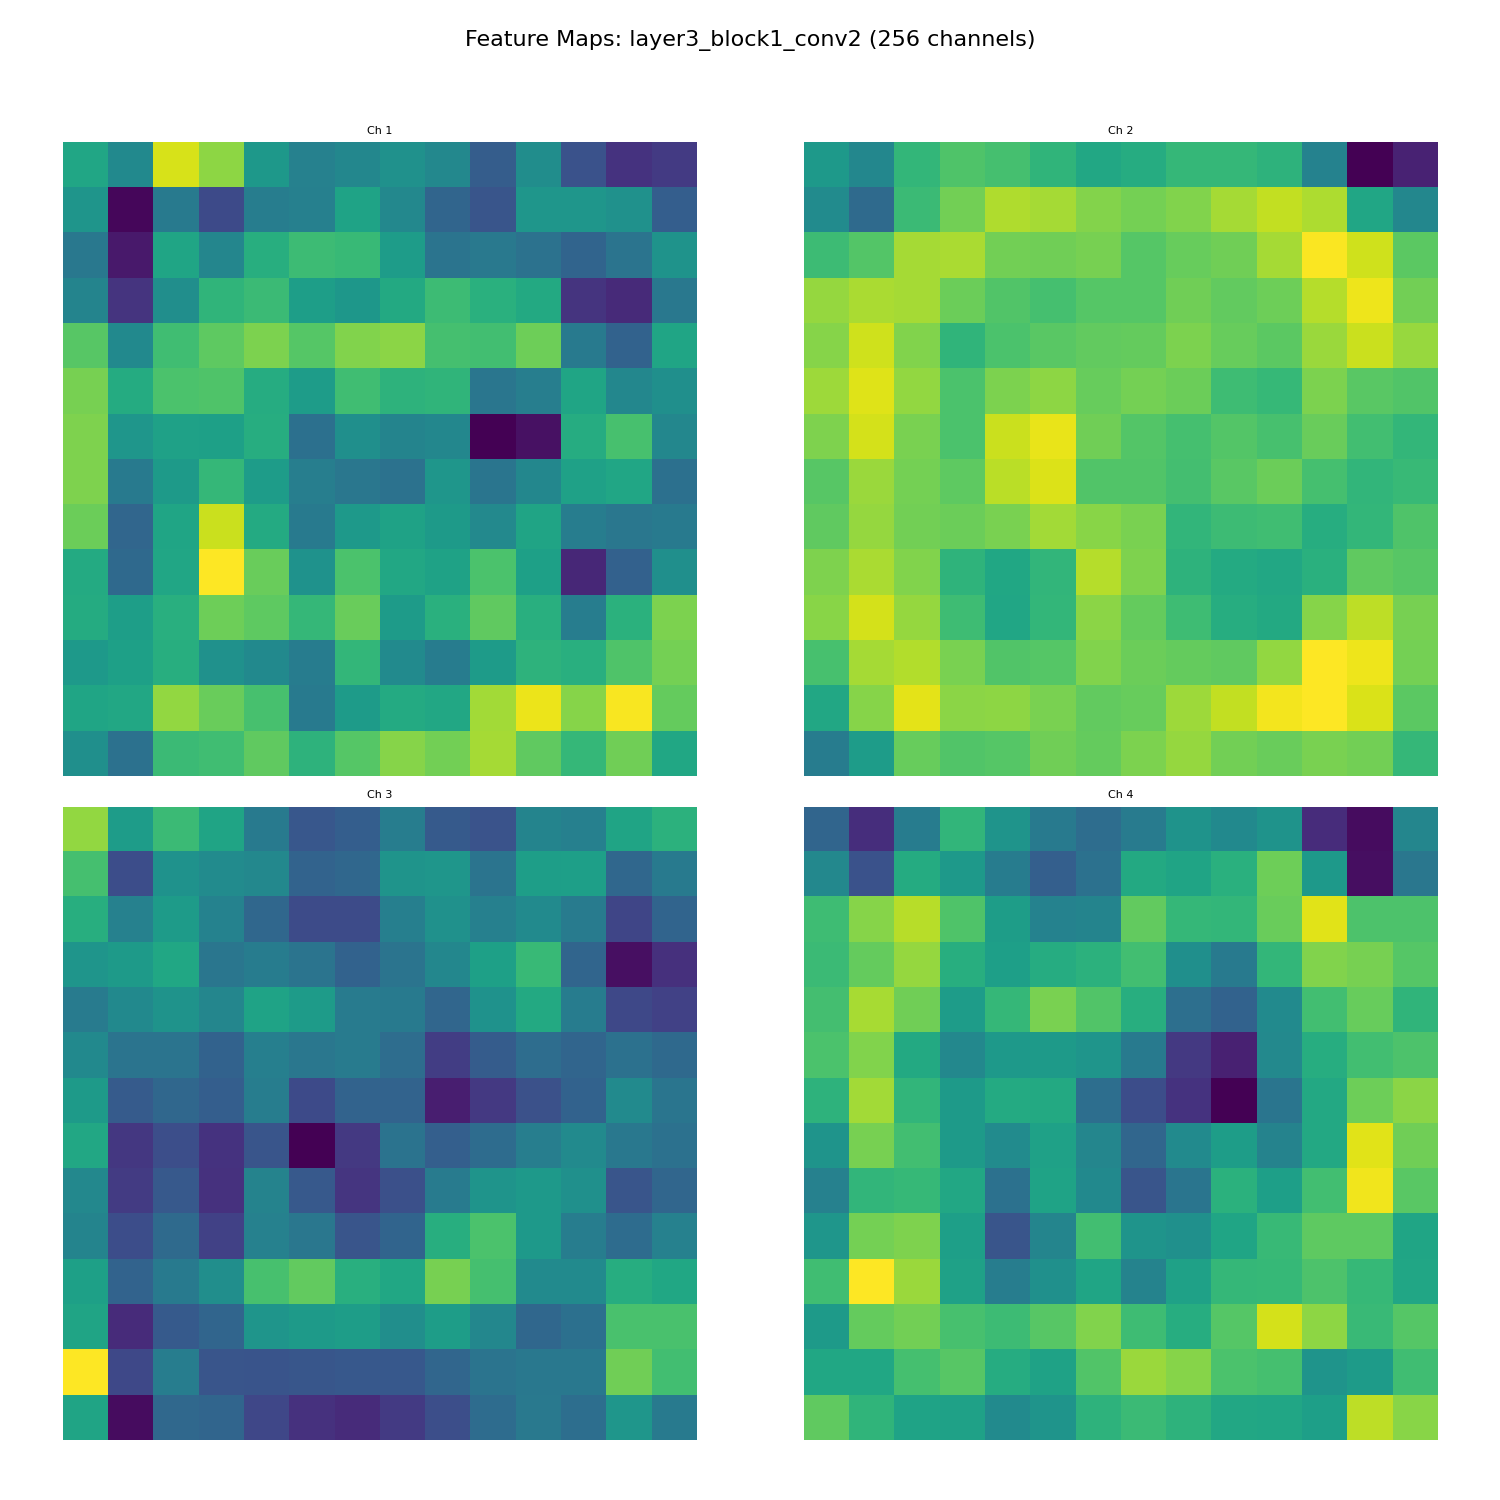 Feature Maps: layer3_block1_conv2 (256 channels)
Ch 1
Ch 2
Ch 3
Ch 4